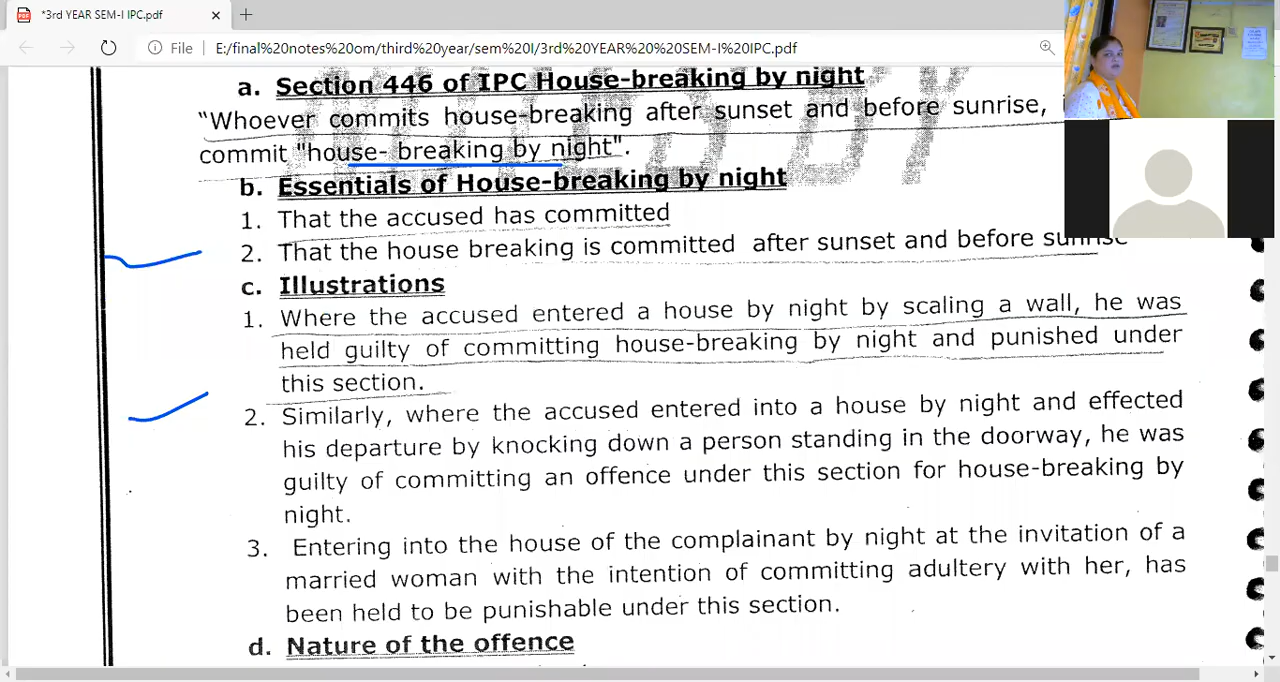 *3rd YEAR SEM-I IPC.pdf
File E:/final%20notes%20om/third%20year/sem%20I/3rd%20YEAR%20%20SEM-I%20IPC.pdf
a. Section 446 of IPC House-breaking by night
"Whoever commits house-breaking after sunset and before sunrise,
commit "house- breaking by night".
b. Essentials of House-breaking by night
1. That the accused has committed
2. That the house breaking is committed after sunset and before sunrise
c. Illustrations
1. Where the accused entered a house by night by scaling a wall, he was
held guilty of committing house-breaking by night and punished under
this section.
2. Similarly, where the accused entered into a house by night and effected
his departure by knocking down a person standing in the doorway, he was
guilty of committing an offence under this section for house-breaking by
night.
3. Entering into the house of the complainant by night at the invitation of a
married woman with the intention of committing adultery with her, has
been held to be punishable under this section.
d. Nature of the offence